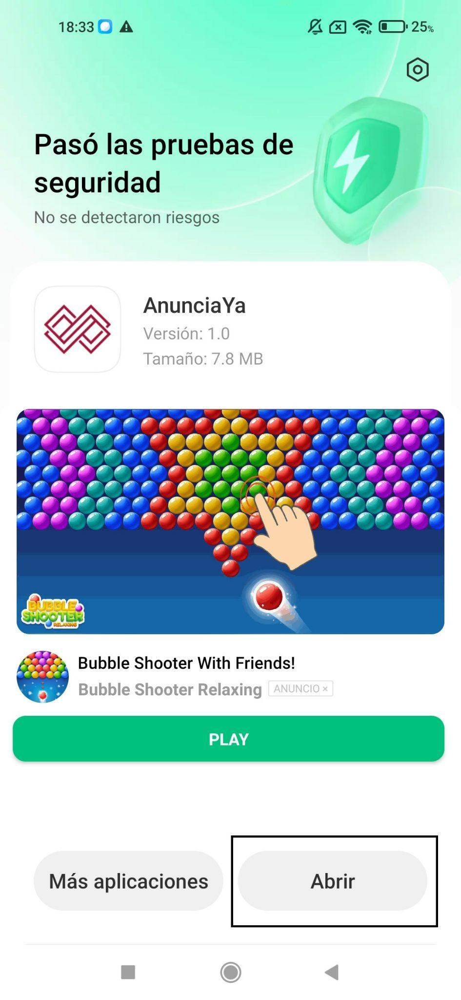 18:33
25%
Pasó las pruebas de
seguridad
No se detectaron riesgos
AnunciaYa
Versión: 1.0
Tamaño: 7.8 MB
BUBBLE
SHOOTER
RELAXING
Bubble Shooter With Friends!
Bubble Shooter Relaxing ANUNCIO ×
PLAY
Más aplicaciones
Abrir